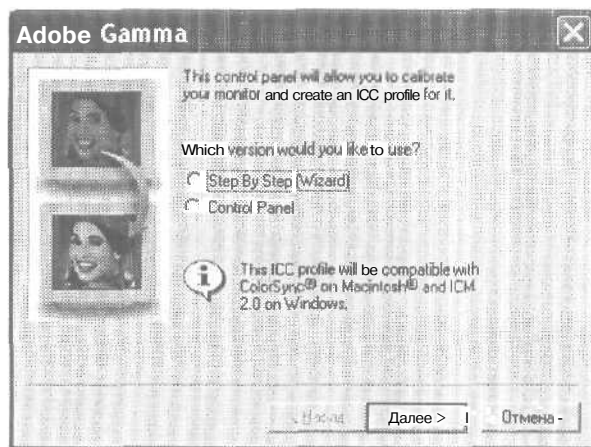 Adobe Gamma
This control panel will allow you to calibrate
your monitor and create an ICC profile for it.
Which version would you like to use?
Step By Step (Wizard)
Control Panel
This ICC profile will be compatible with
ColorSync® on Macintosh® and ICM
2.0 on Windows.
< Назад
Далее >
Отмена